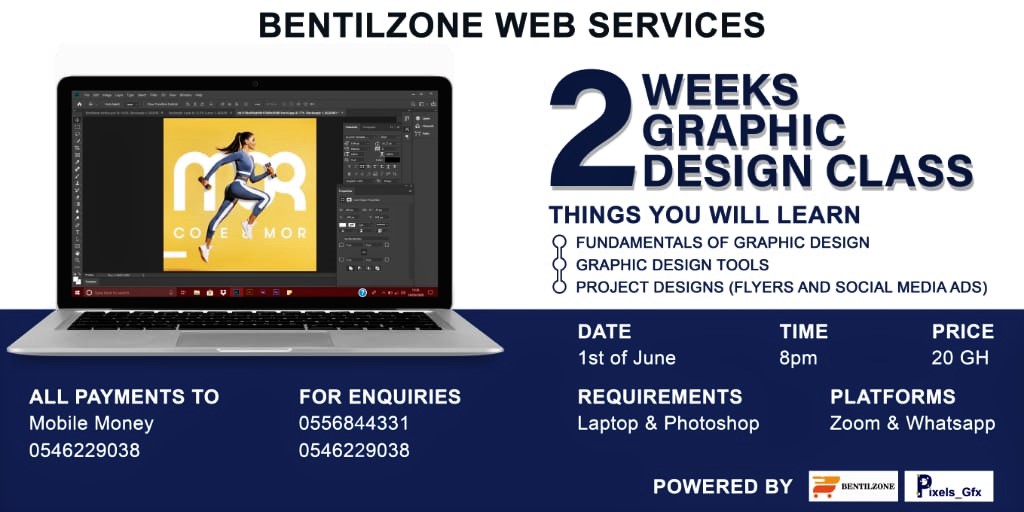 BENTILZONE WEB SERVICES
2 WEEKS
GRAPHIC
DESIGN CLASS
THINGS YOU WILL LEARN
FUNDAMENTALS OF GRAPHIC DESIGN
GRAPHIC DESIGN TOOLS
PROJECT DESIGNS (FLYERS AND SOCIAL MEDIA ADS)
CORE & MOR
DATE
1st of June
TIME
8pm
PRICE
20 GH
ALL PAYMENTS TO
Mobile Money
0546229038
FOR ENQUIRIES
0556844331
0546229038
REQUIREMENTS
Laptop & Photoshop
PLATFORMS
Zoom & Whatsapp
POWERED BY
BENTILZONE
Pixels_Gfx